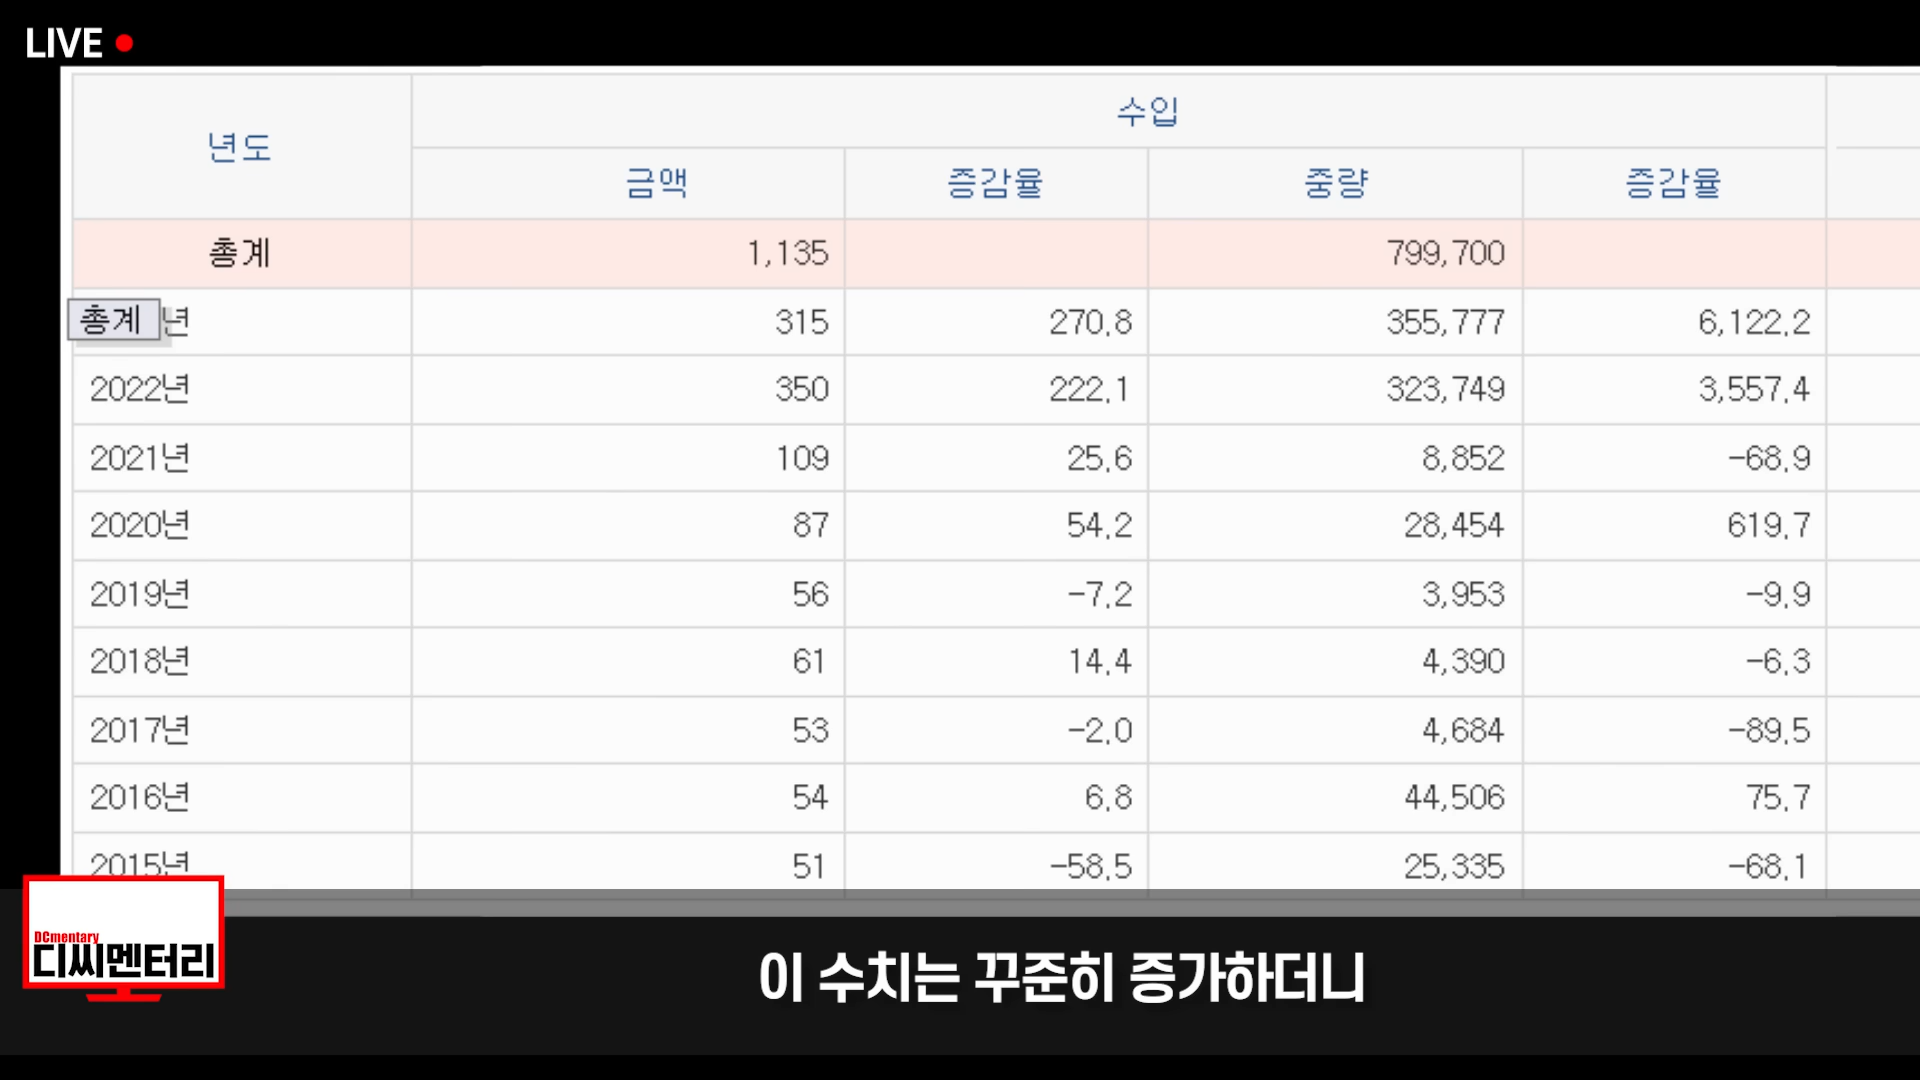 LIVE
년도 수입
금액 증감율 중량 증감율
총계 1,135 799,700
총계 년 315 270.8 355,777 6,122.2
2022년 350 222.1 323,749 3,557.4
2021년 109 25.6 8,852 -68.9
2020년 87 54.2 28,454 619.7
2019년 56 -7.2 3,953 -9.9
2018년 61 14.4 4,390 -6.3
2017년 53 -2.0 4,684 -89.5
2016년 54 6.8 44,506 75.7
2015년 51 -58.5 25,335 -68.1
DCmentary
디씨멘터리
이 수치는 꾸준히 증가하더니